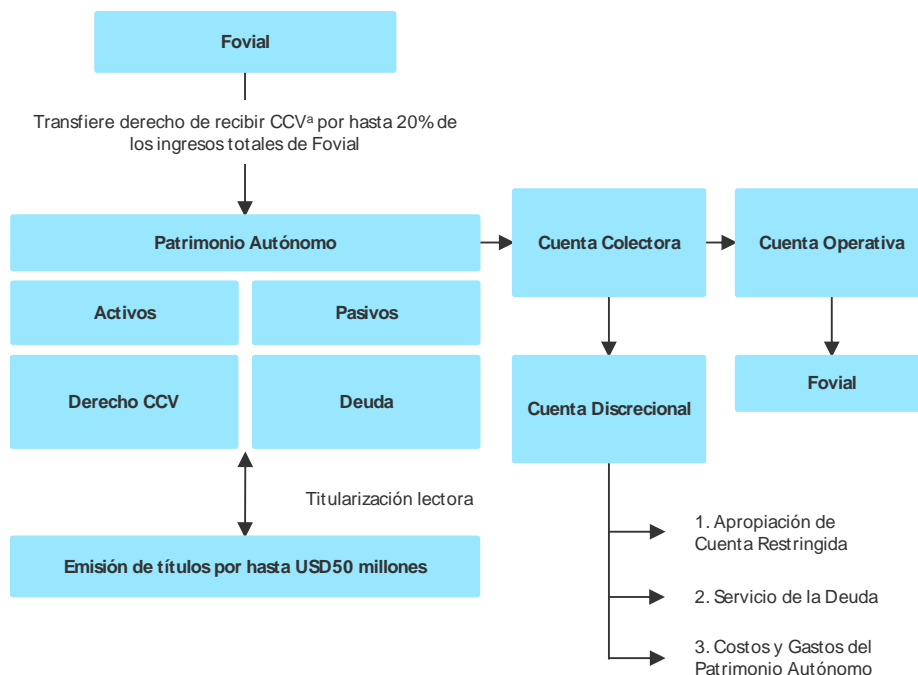 Fovial
Transfiere derecho de recibir CCVª por hasta 20% de
los ingresos totales de Fovial
Patrimonio Autónomo
Cuenta Colectora
Cuenta Operativa
Activos
Pasivos
Derecho CCV
Deuda
Cuenta Discrecional
Fovial
Titularización lectora
Emisión de títulos por hasta USD50 millones
1. Apropiación de
Cuenta Restringida
2. Servicio de la Deuda
3. Costos y Gastos del
Patrimonio Autónomo